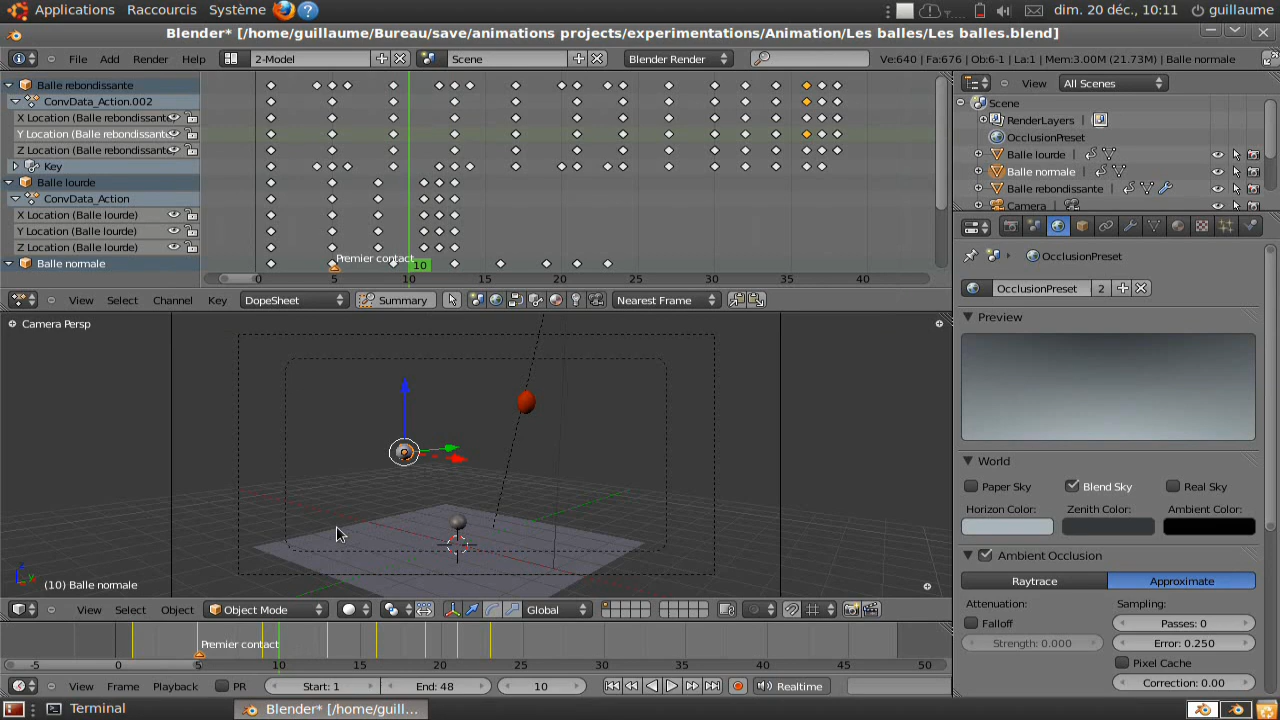 Applications Raccourcis Système dim. 20 déc., 10:11 guillaume
Blender* [/home/guillaume/Bureau/save/animations projects/experimentations/Animation/Les balles/Les balles.blend]
File Add Render Help 2-Model Scene Blender Render Ve:640 | Fa:676 | Ob:6-1 | La:1 | Mem:3.00M (21.73M) | OcclusionPreset
Balle rebondissante
ConvData_Action.002
X Location (Balle rebondissante
Y Location (Balle rebondissante
Z Location (Balle rebondissante
Key
Balle lourde
ConvData_Action
X Location (Balle lourde)
Y Location (Balle lourde)
Z Location (Balle lourde)
Balle normale
Premier contact
10
0 5 10 15 20 25 30 35 40
View Select Channel Key DopeSheet Summary Nearest Frame
Camera Persp
(10) Balle normale
View Select Object Object Mode Global
Premier contact
-5 0 5 10 15 20 25 30 35 40 45 50
View Frame Playback PR Start: 1 End: 48 10 Realtime
View All Scenes
Scene
RenderLayers
OcclusionPreset
Balle lourde
Balle normale
Balle rebondissante
Camera
OcclusionPreset
OcclusionPreset 2
Preview
World
Paper Sky Blend Sky Real Sky
Horizon Color: Zenith Color: Ambient Color:
Ambient Occlusion
Raytrace Approximate
Attenuation: Sampling:
Falloff Passes: 0
Strength: 0.000 Error: 0.250
Pixel Cache
Correction: 0.00
Terminal Blender* [/home/guill...